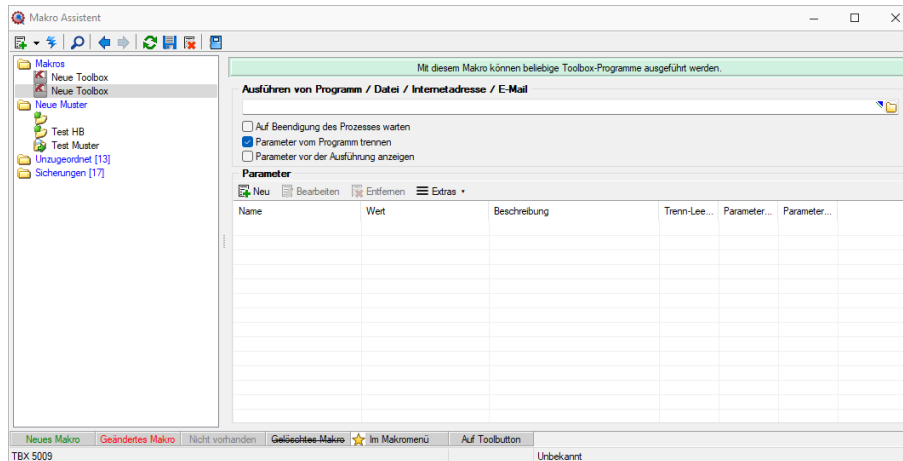 Makro Assistent
Makros
Neue Toolbox
Neue Toolbox
Neue Muster
Test HB
Test Muster
Unzugeordnet [13]
Sicherungen [17]
Mit diesem Makro können beliebige Toolbox-Programme ausgeführt werden.
Ausführen von Programm / Datei / Internetadresse / E-Mail
Auf Beendigung des Prozesses warten
Parameter vom Programm trennen
Parameter vor der Ausführung anzeigen
Parameter
Neu Bearbeiten Entfernen Extras
Name Wert Beschreibung Trenn-Lee... Parameter... Parameter...
Neues Makro Geändertes Makro Nicht vorhanden Gelöschtes Makro Im Makromenü Auf Toolbutton
TBX 5009 Unbekannt